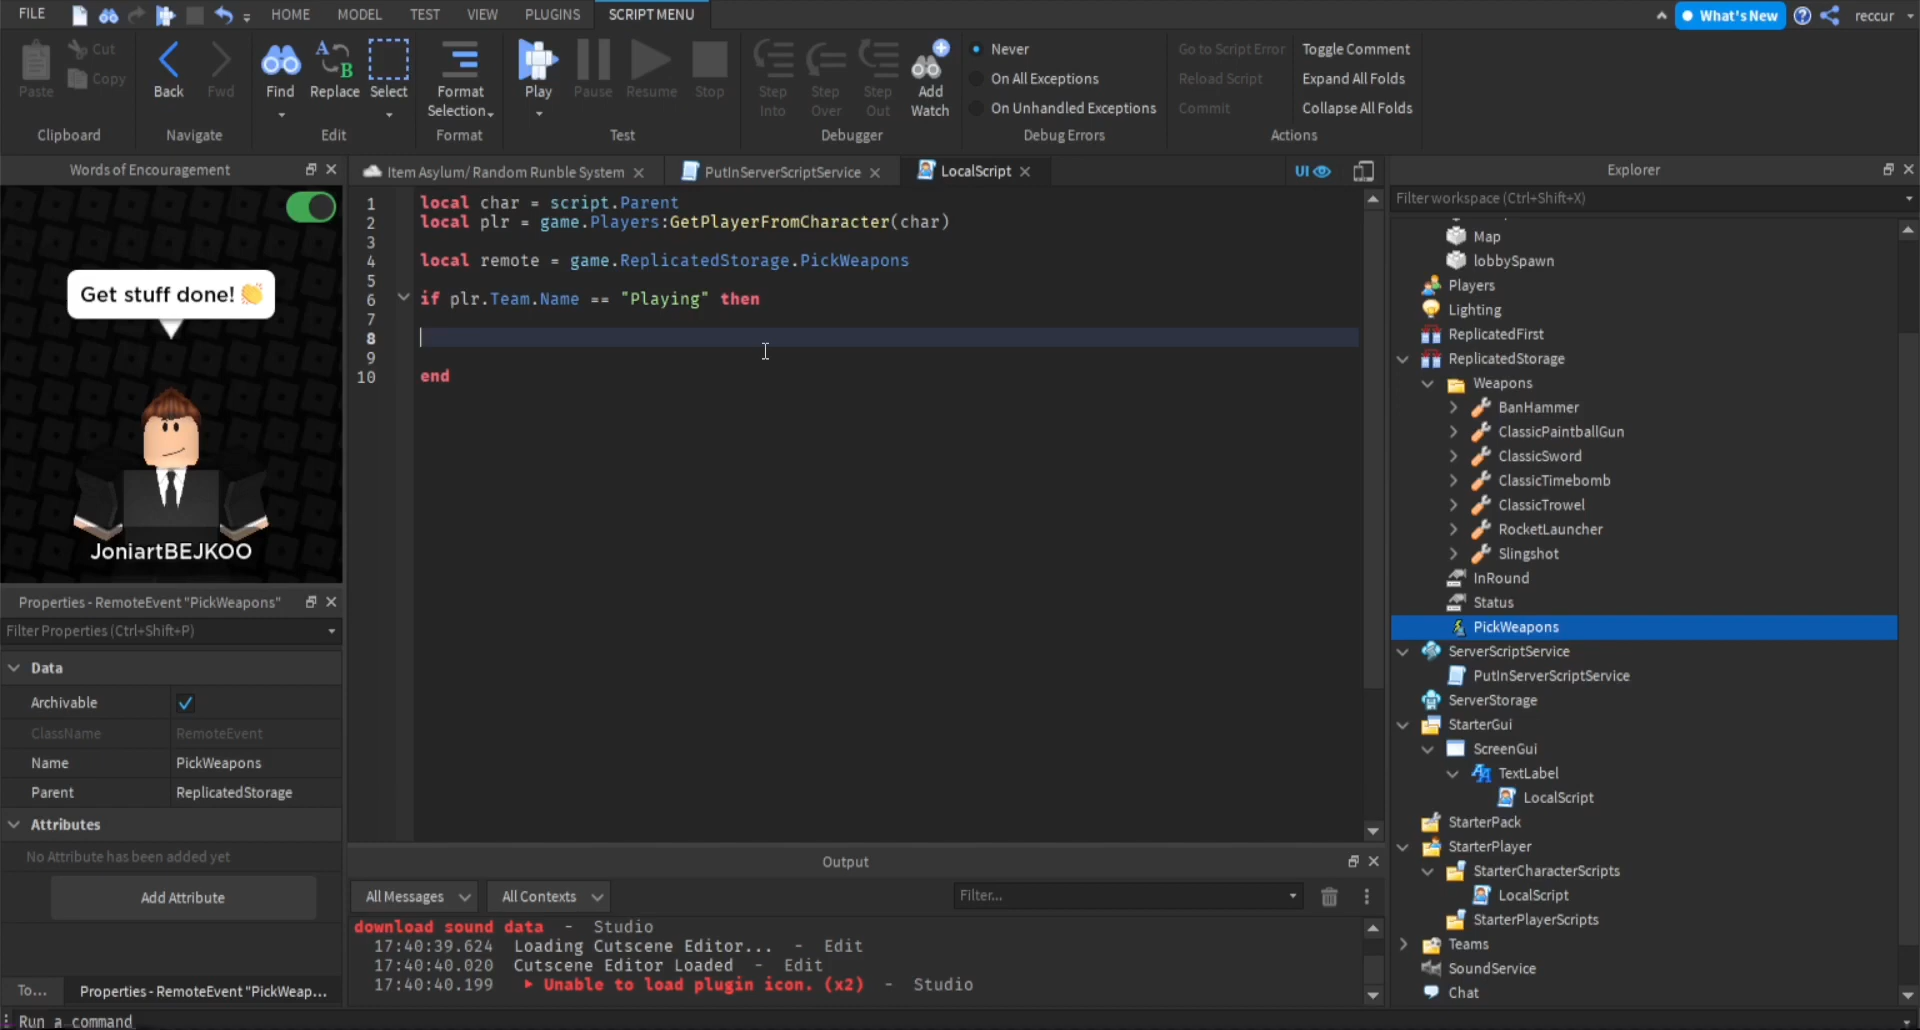 FILE
HOME
MODEL
TEST
VIEW
PLUGINS
SCRIPT MENU
What's New
reccur
Paste
Cut
Copy
Clipboard
Back
Fwd
Navigate
Find
Replace
Select
Edit
Format
Selection
Format
Play
Pause
Resume
Stop
Test
Step
Into
Step
Over
Step
Out
Add
Watch
Debugger
Never
On All Exceptions
On Unhandled Exceptions
Debug Errors
Go to Script Error
Reload Script
Commit
Toggle Comment
Expand All Folds
Collapse All Folds
Actions
Words of Encouragement
Get stuff done! 👏
JoniartBEJKOO
Properties - RemoteEvent "PickWeapons"
Filter Properties (Ctrl+Shift+P)
Data
Archivable
ClassName RemoteEvent
Name PickWeapons
Parent ReplicatedStorage
Attributes
No Attribute has been added yet
Add Attribute
To...
Properties - RemoteEvent "PickWeap...
Run a command
Item Asylum/ Random Rumble System
PutInServerScriptService
LocalScript
UI
1 local char = script.Parent
2 local plr = game.Players:GetPlayerFromCharacter(char)
3
4 local remote = game.ReplicatedStorage.PickWeapons
5
6 if plr.Team.Name == "Playing" then
7
8
9
10 end
Output
All Messages
All Contexts
Filter...
download sound data - Studio
17:40:39.624 Loading Cutscene Editor... - Edit
17:40:40.020 Cutscene Editor Loaded - Edit
17:40:40.199 Unable to load plugin icon. (x2) - Studio
Explorer
Filter workspace (Ctrl+Shift+X)
Map
lobbySpawn
Players
Lighting
ReplicatedFirst
ReplicatedStorage
Weapons
BanHammer
ClassicPaintballGun
ClassicSword
ClassicTimebomb
ClassicTrowel
RocketLauncher
Slingshot
InRound
Status
PickWeapons
ServerScriptService
PutInServerScriptService
ServerStorage
StarterGui
ScreenGui
TextLabel
LocalScript
StarterPack
StarterPlayer
StarterCharacterScripts
LocalScript
StarterPlayerScripts
Teams
SoundService
Chat